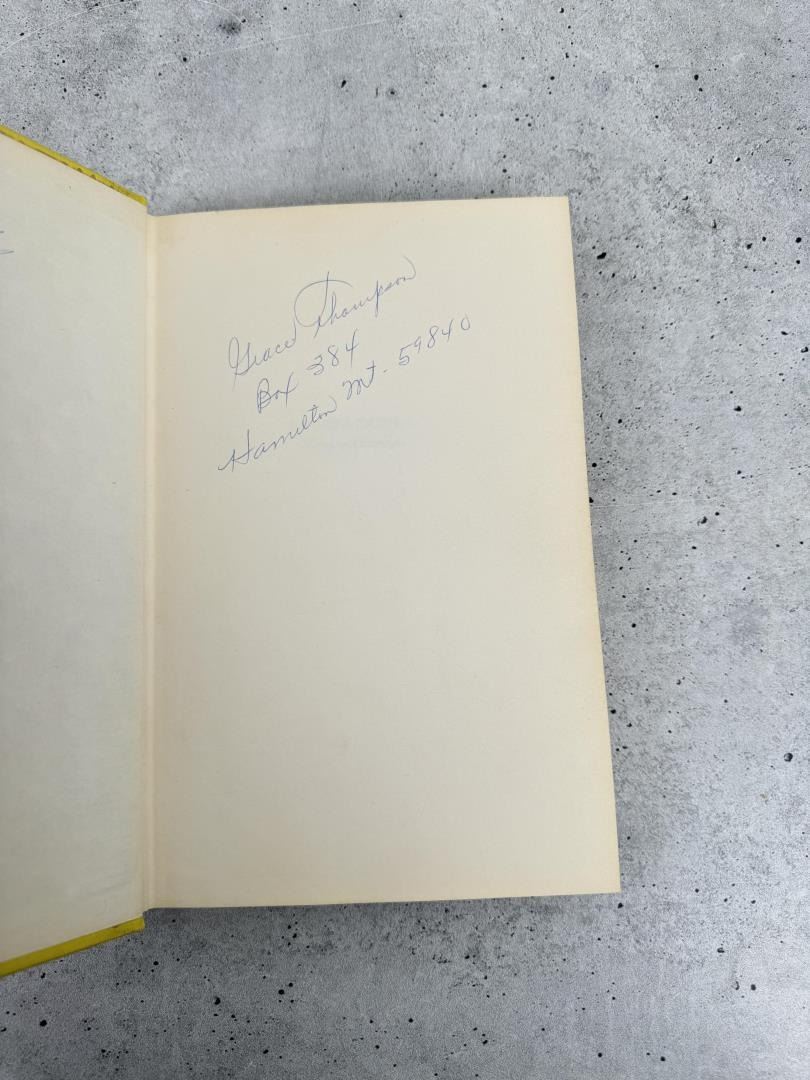 Grace Thompson
Box 384
Hamilton Mt. 59840